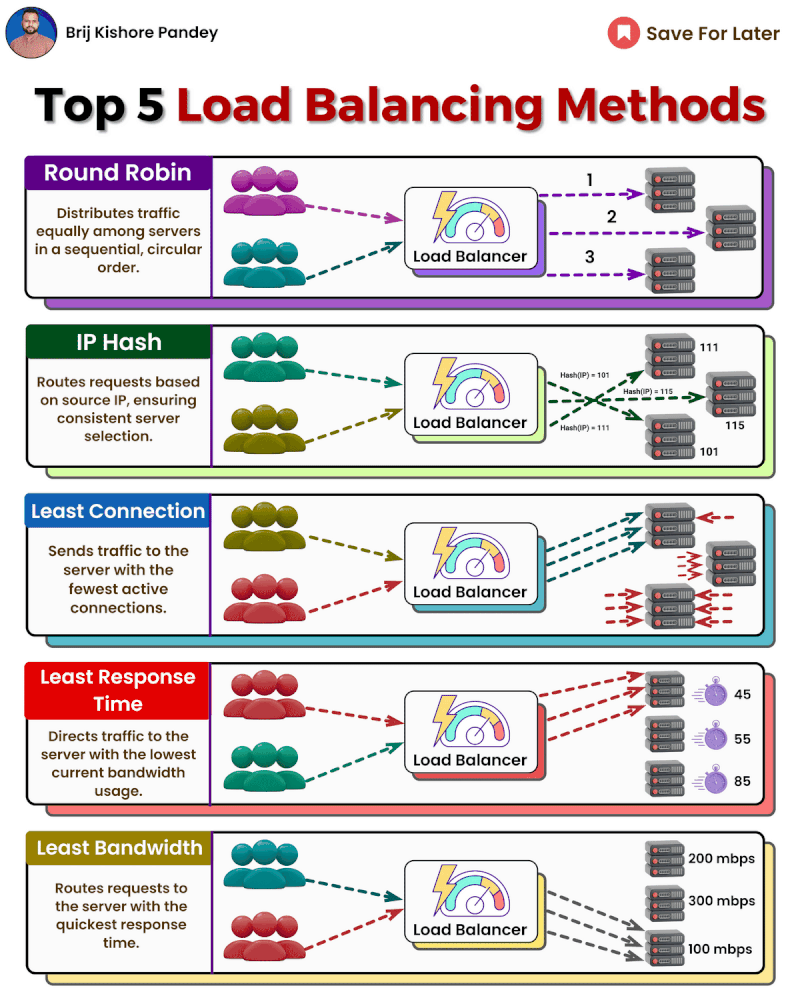 Brij Kishore Pandey
Save For Later
Top 5 Load Balancing Methods
Round Robin
Distributes traffic
equally among servers
in a sequential, circular
order.
Load Balancer
1
2
3
IP Hash
Routes requests based
on source IP, ensuring
consistent server
selection.
Load Balancer
Hash(IP) = 101
Hash(IP) = 115
Hash(IP) = 111
111
115
101
Least Connection
Sends traffic to the
server with the
fewest active
connections.
Load Balancer
Least Response
Time
Directs traffic to the
server with the lowest
current bandwidth
usage.
Load Balancer
45
55
85
Least Bandwidth
Routes requests to
the server with the
quickest response
time.
Load Balancer
200 mbps
300 mbps
100 mbps